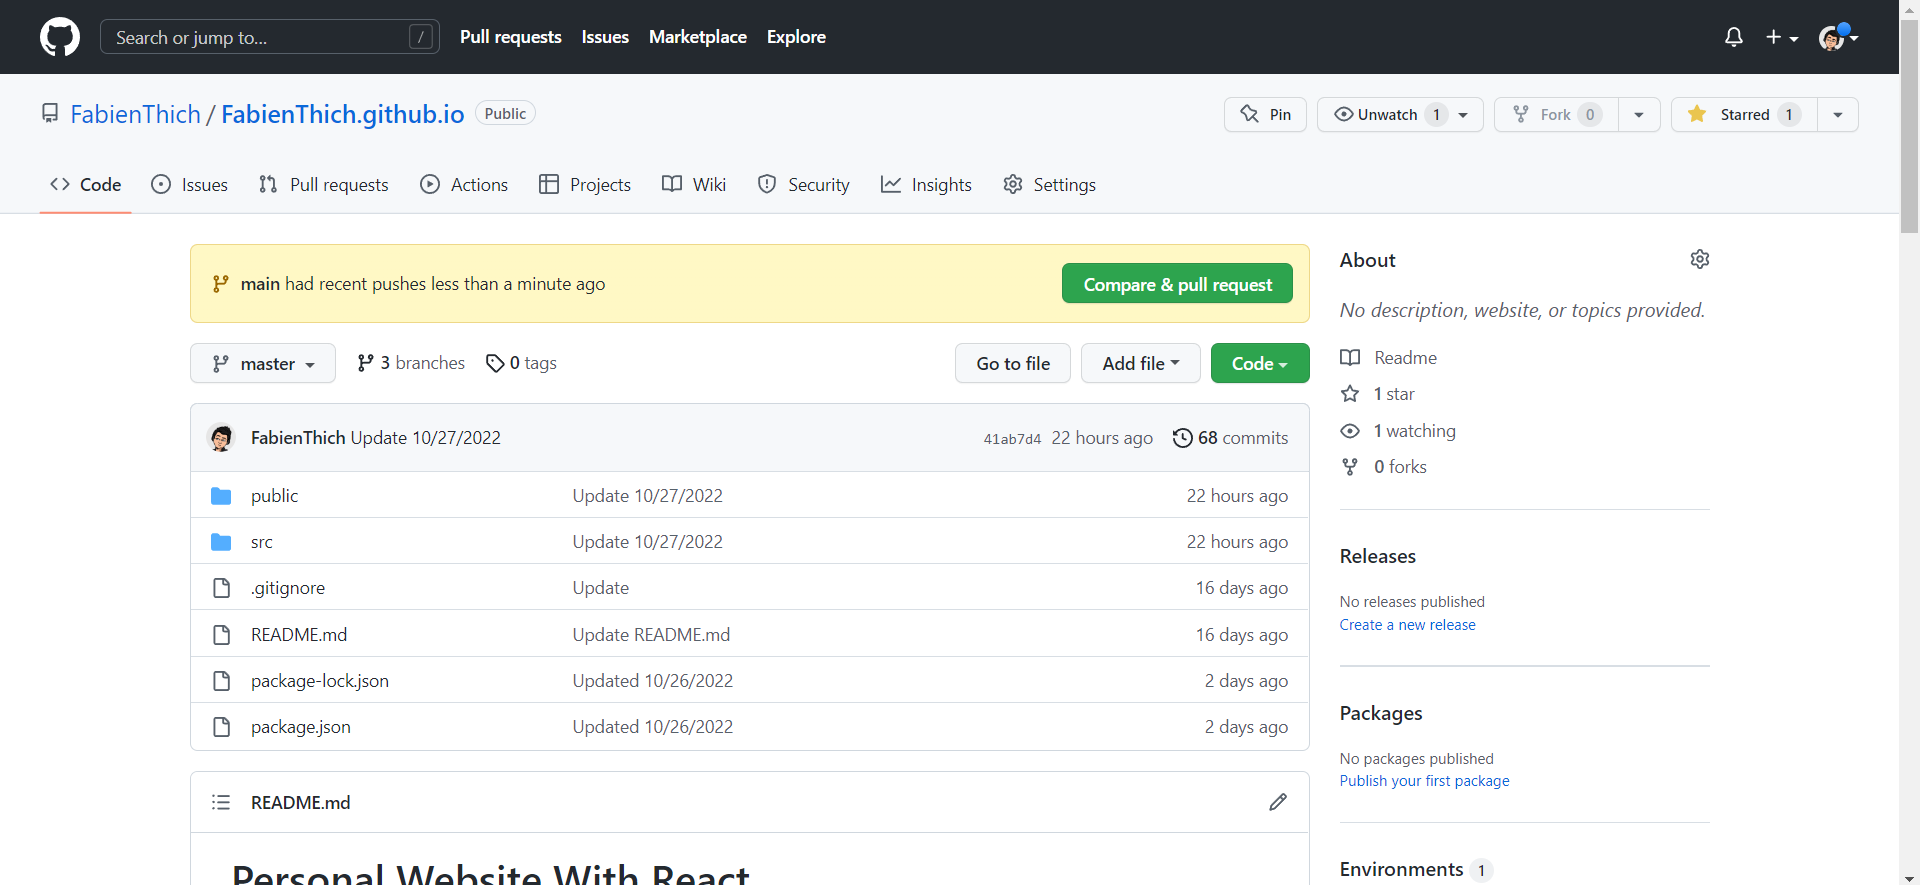 Search or jump to... /
Pull requests Issues Marketplace Explore
FabienThich / FabienThich.github.io Public
Pin Unwatch 1 Fork 0 Starred 1
Code Issues Pull requests Actions Projects Wiki Security Insights Settings
main had recent pushes less than a minute ago
Compare & pull request
master 3 branches 0 tags
Go to file Add file Code
FabienThich Update 10/27/2022 41ab7d4 22 hours ago 68 commits
public Update 10/27/2022 22 hours ago
src Update 10/27/2022 22 hours ago
.gitignore Update 16 days ago
README.md Update README.md 16 days ago
package-lock.json Updated 10/26/2022 2 days ago
package.json Updated 10/26/2022 2 days ago
README.md
Personal Website With React
About
No description, website, or topics provided.
Readme
1 star
1 watching
0 forks
Releases
No releases published
Create a new release
Packages
No packages published
Publish your first package
Environments 1